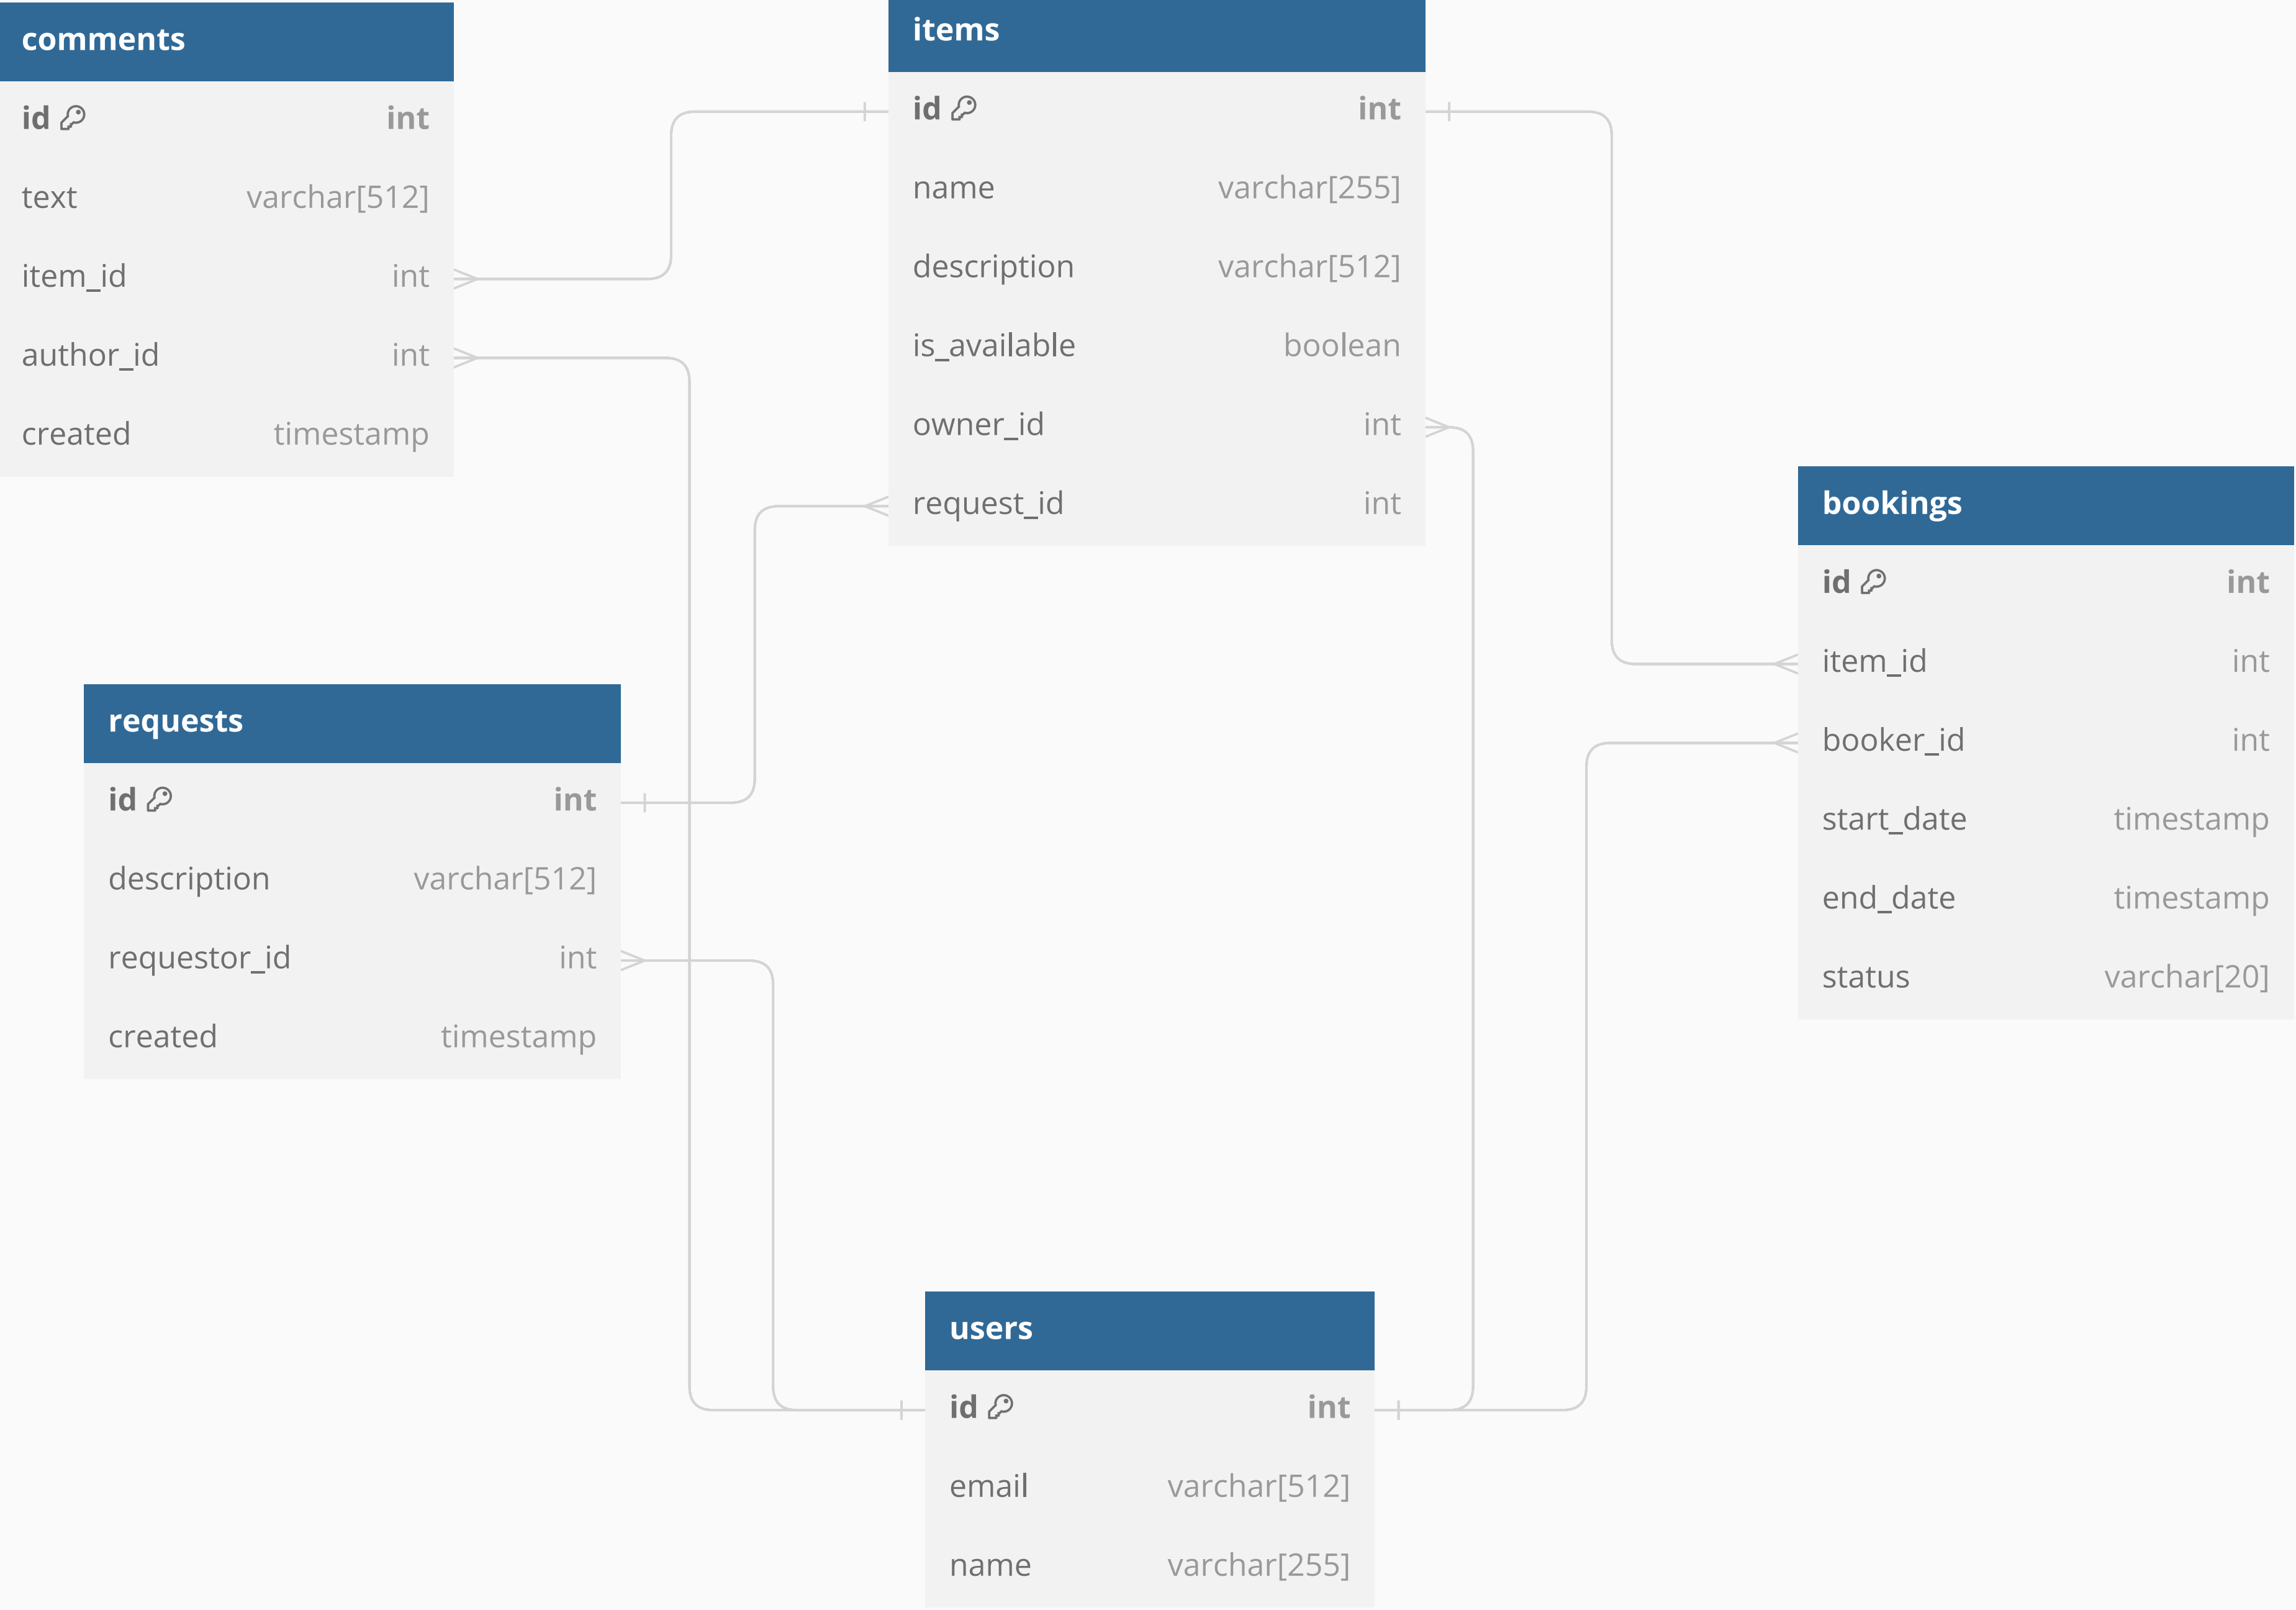 comments
id int
text varchar[512]
item_id int
author_id int
created timestamp
items
id int
name varchar[255]
description varchar[512]
is_available boolean
owner_id int
request_id int
bookings
id int
item_id int
booker_id int
start_date timestamp
end_date timestamp
status varchar[20]
requests
id int
description varchar[512]
requestor_id int
created timestamp
users
id int
email varchar[512]
name varchar[255]